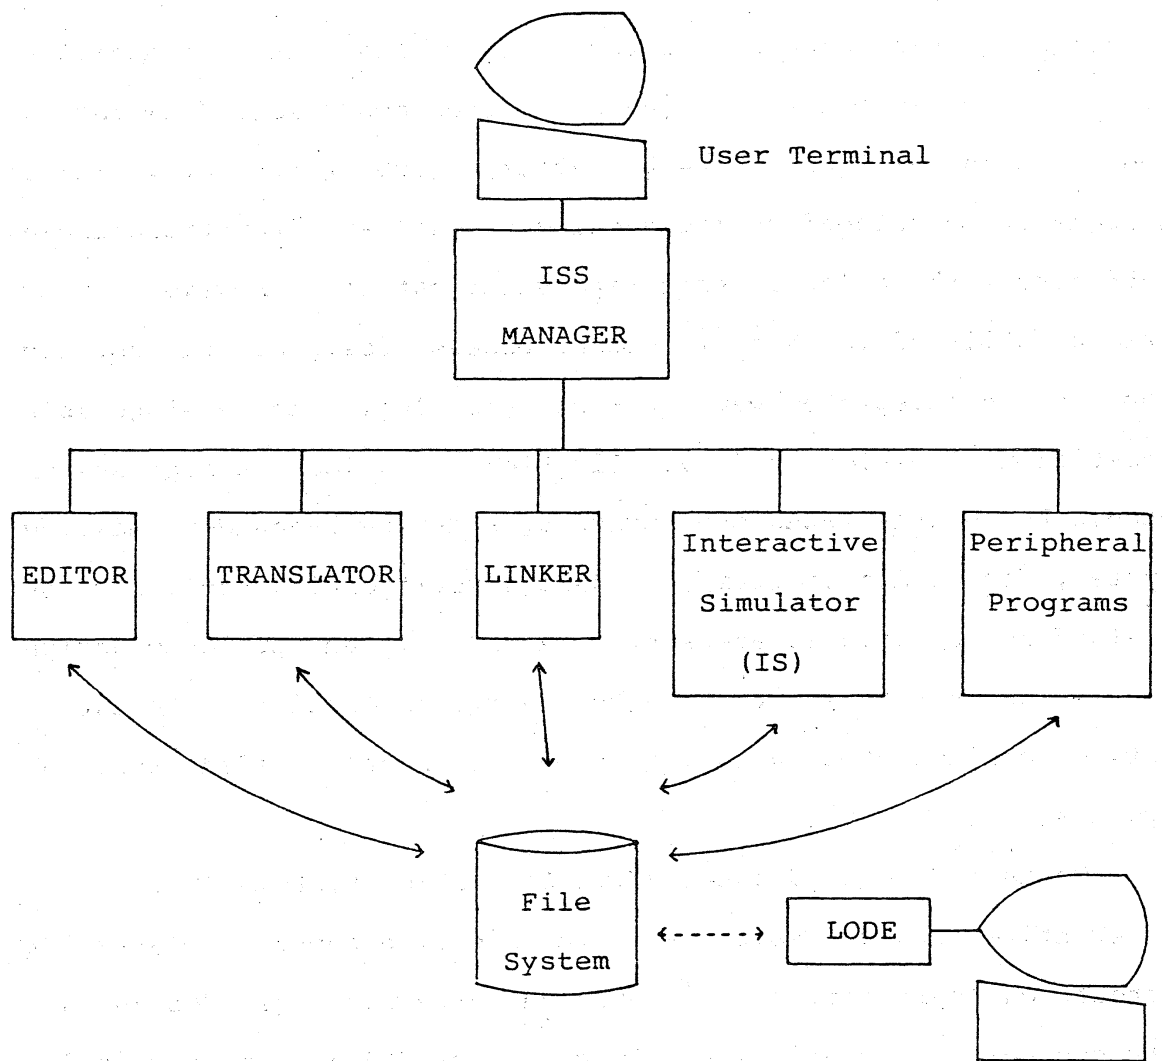 User Terminal
ISS
MANAGER
EDITOR
TRANSLATOR
LINKER
Interactive
Simulator
(IS)
Peripheral
Programs
File
System
LODE